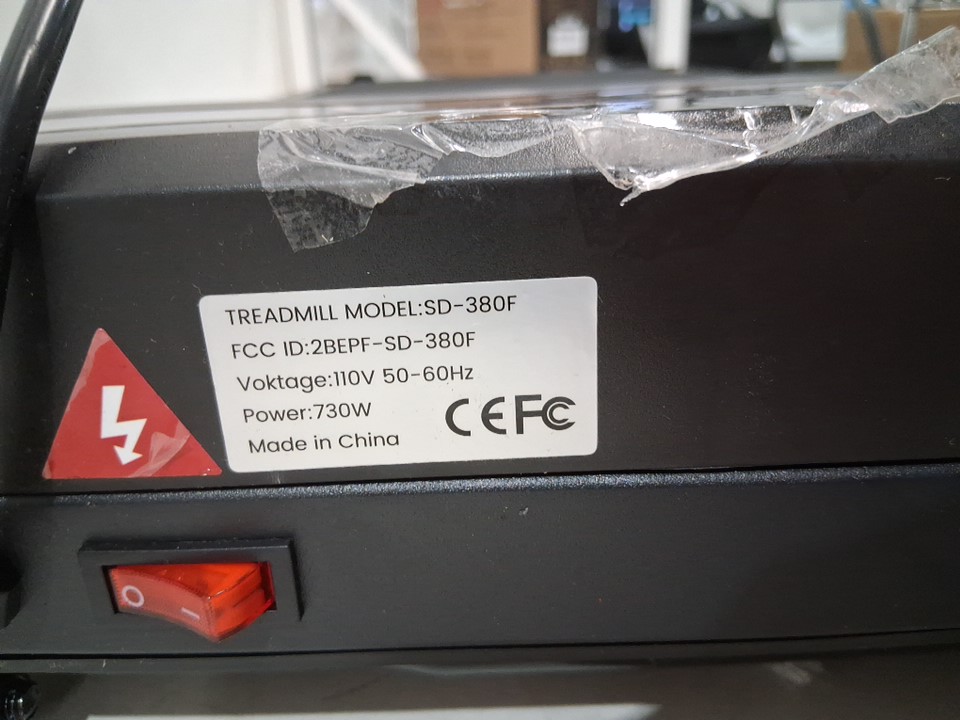 TREADMILL MODEL:SD-380F
FCC ID:2BEPF-SD-380F
Voktage:110V 50-60Hz
Power:730W
Made in China
CE FC
O I